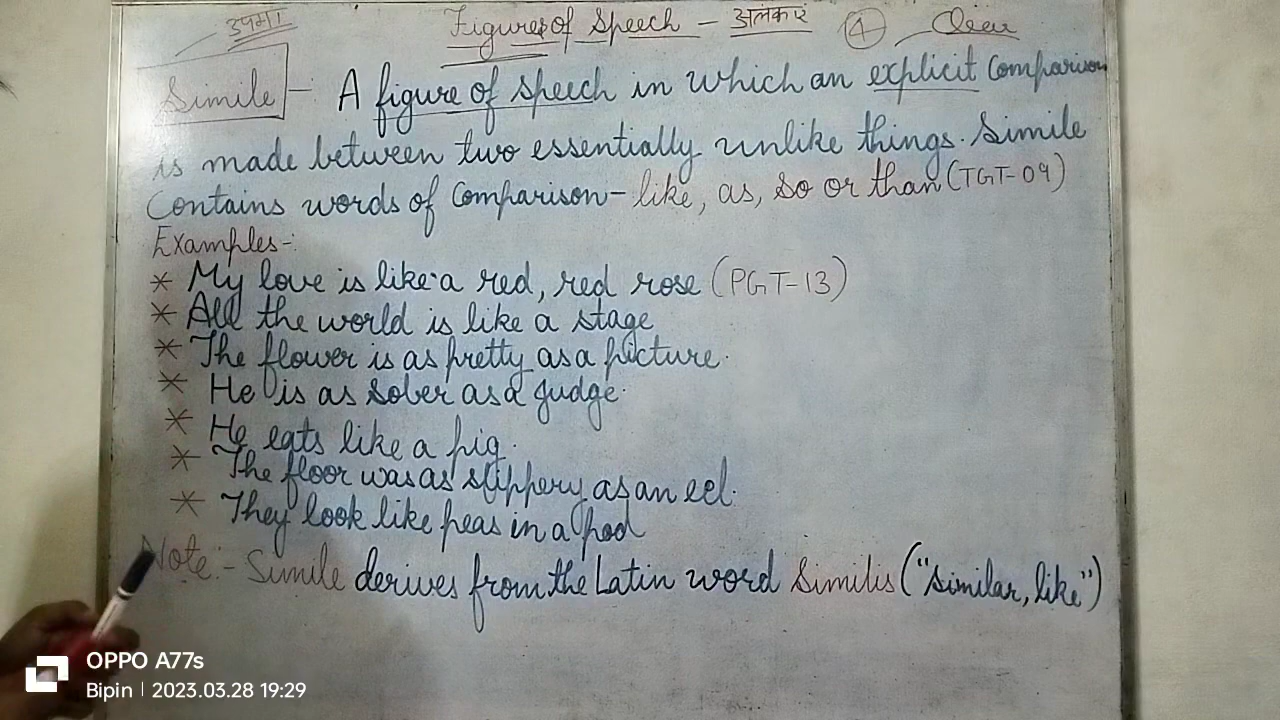 उपमा
Figures of Speech - अलंकार ④
Simile - A figure of speech in which an explicit Comparison
is made between two essentially unlike things. Simile
Contains words of Comparison - like, as, so or than (TGT-09)
Examples -:
* My love is like a red, red rose (PGT-13)
* All the world is like a stage
* The flower is as pretty as a picture.
* He is as sober as a judge.
* He eats like a pig.
* The floor was as slippery as an eel.
* They look like peas in a pod
Note :- Simile derives from the Latin word Similis ("similar, like")
OPPO A77s
Bipin | 2023.03.28 19:29